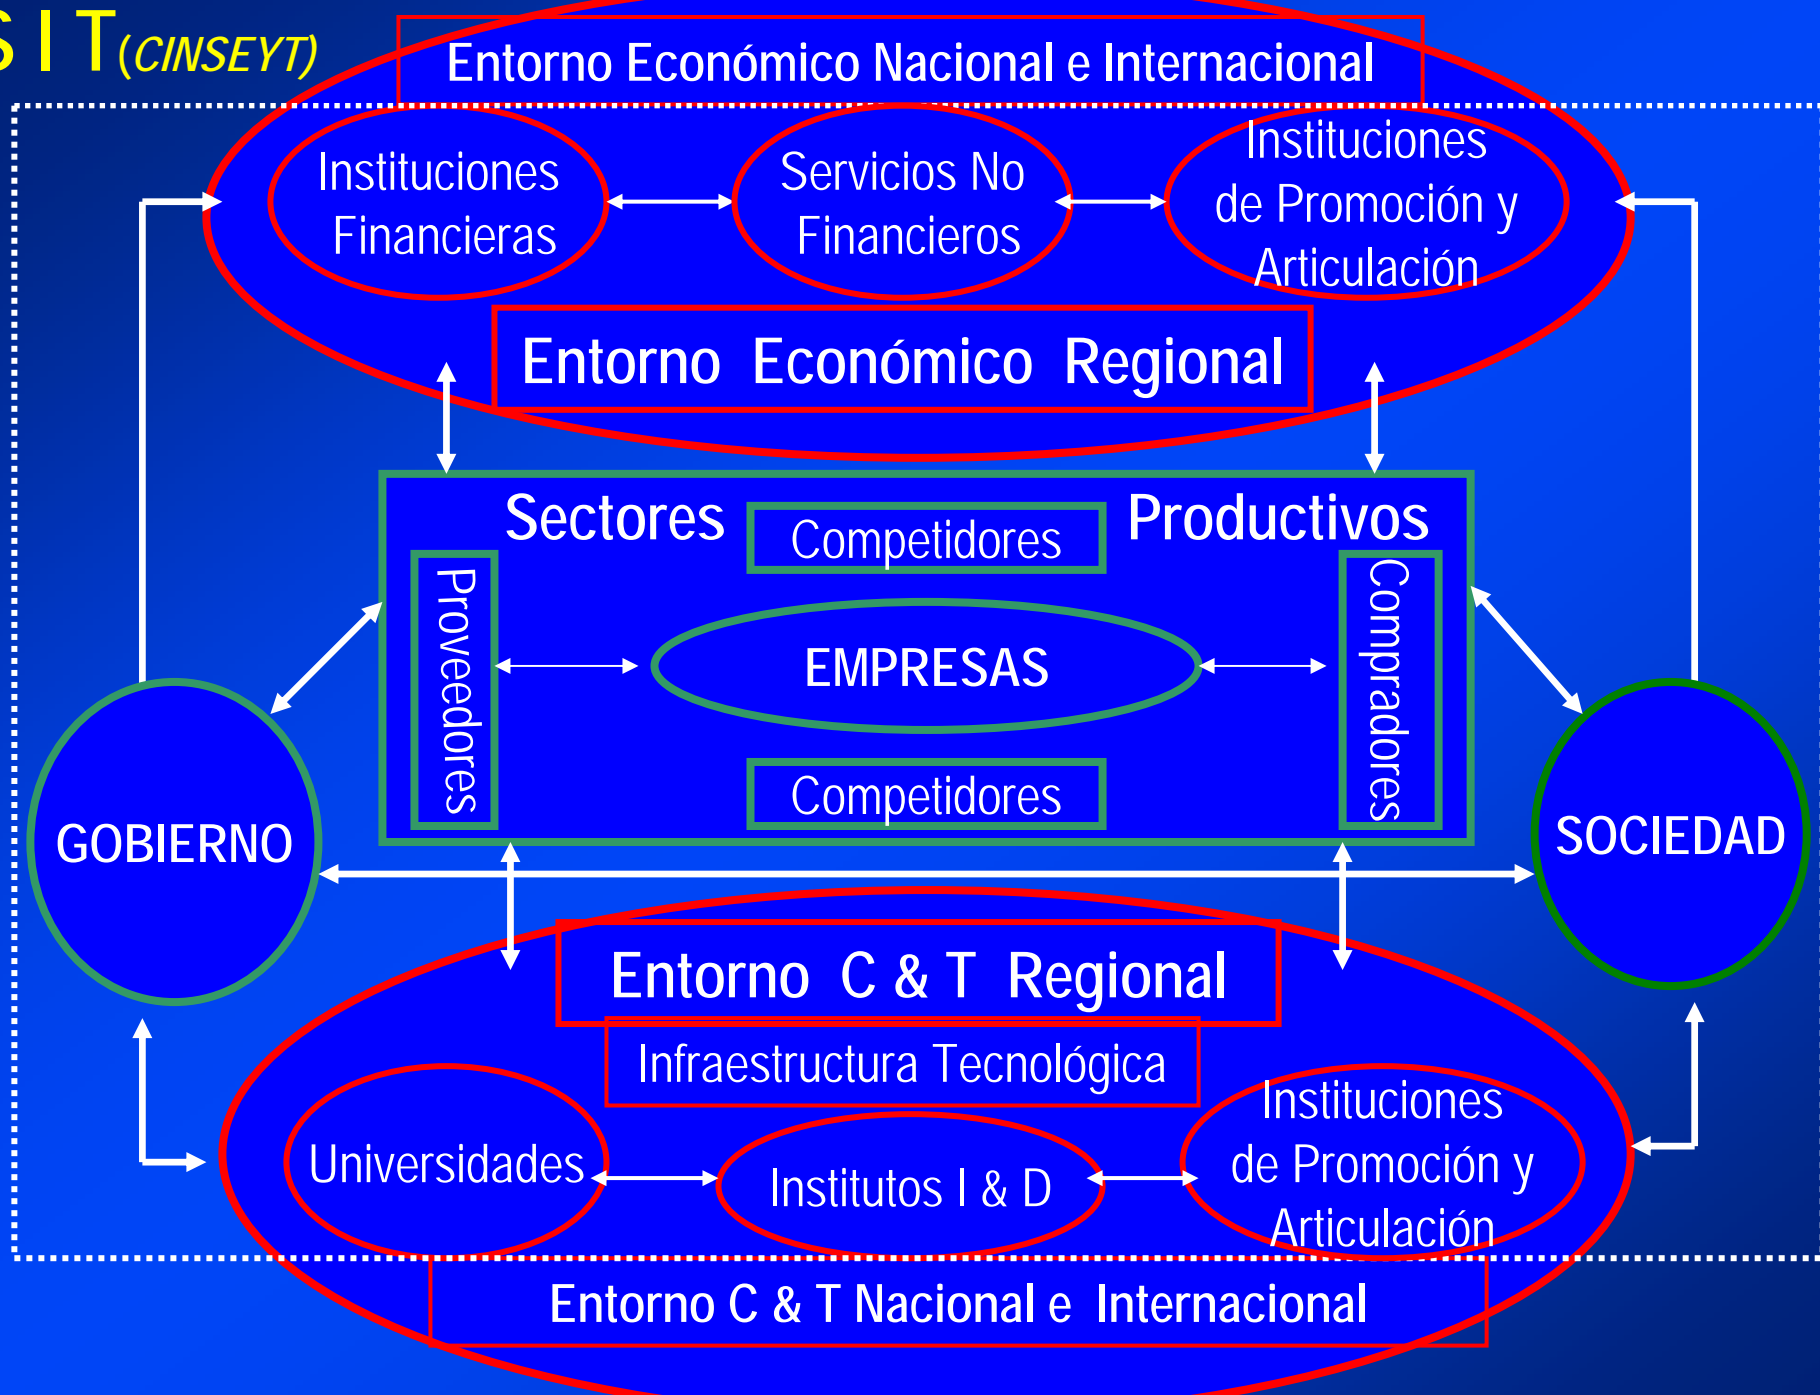 S I T (CINSEYT)
Entorno Económico Nacional e Internacional
Instituciones
Financieras
Servicios No
Financieros
Instituciones
de Promoción y
Articulación
Entorno Económico Regional
Sectores Productivos
Competidores
Proveedores
EMPRESAS
Compradores
Competidores
GOBIERNO
SOCIEDAD
Entorno C & T Regional
Infraestructura Tecnológica
Universidades
Institutos I & D
Instituciones
de Promoción y
Articulación
Entorno C & T Nacional e Internacional